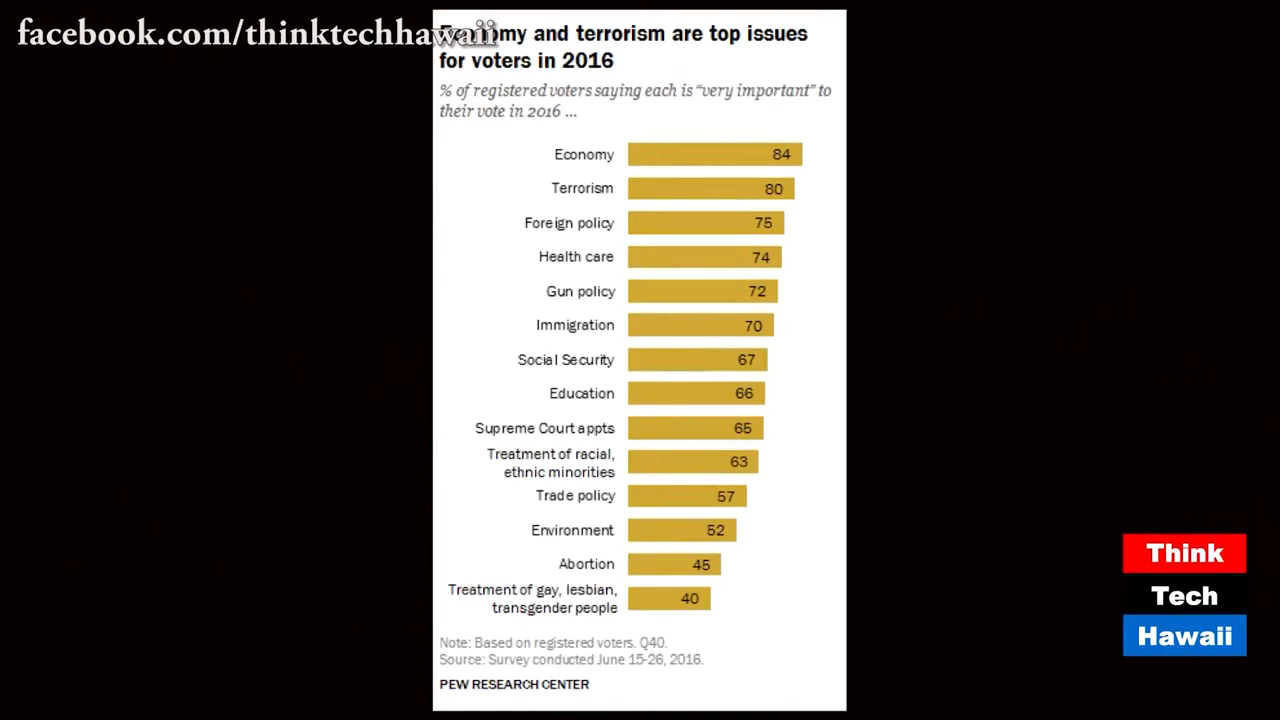 facebook.com/thinktechhawaii
Economy and terrorism are top issues
for voters in 2016
% of registered voters saying each is “very important” to
their vote in 2016 ...
Economy 84
Terrorism 80
Foreign policy 75
Health care 74
Gun policy 72
Immigration 70
Social Security 67
Education 66
Supreme Court appts 65
Treatment of racial,
ethnic minorities 63
Trade policy 57
Environment 52
Abortion 45
Treatment of gay, lesbian,
transgender people 40
Note: Based on registered voters. Q40.
Source: Survey conducted June 15-26, 2016.
PEW RESEARCH CENTER
Think
Tech
Hawaii